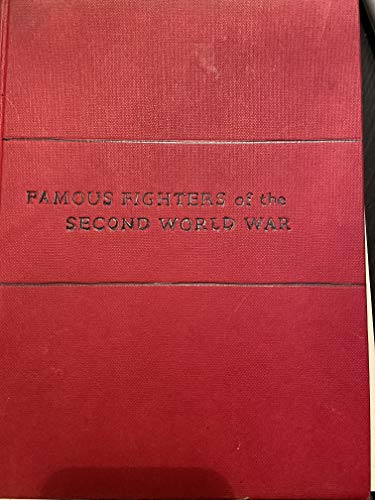 FAMOUS FIGHTERS of the
SECOND WORLD WAR